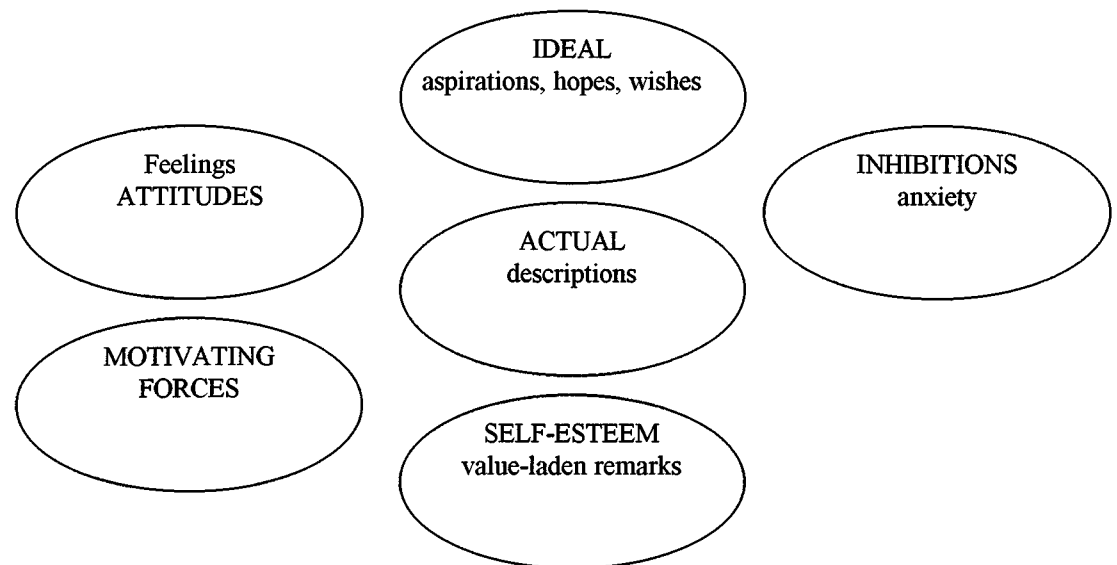 IDEAL
aspirations, hopes, wishes
Feelings
ATTITUDES
INHIBITIONS
anxiety
ACTUAL
descriptions
MOTIVATING
FORCES
SELF-ESTEEM
value-laden remarks